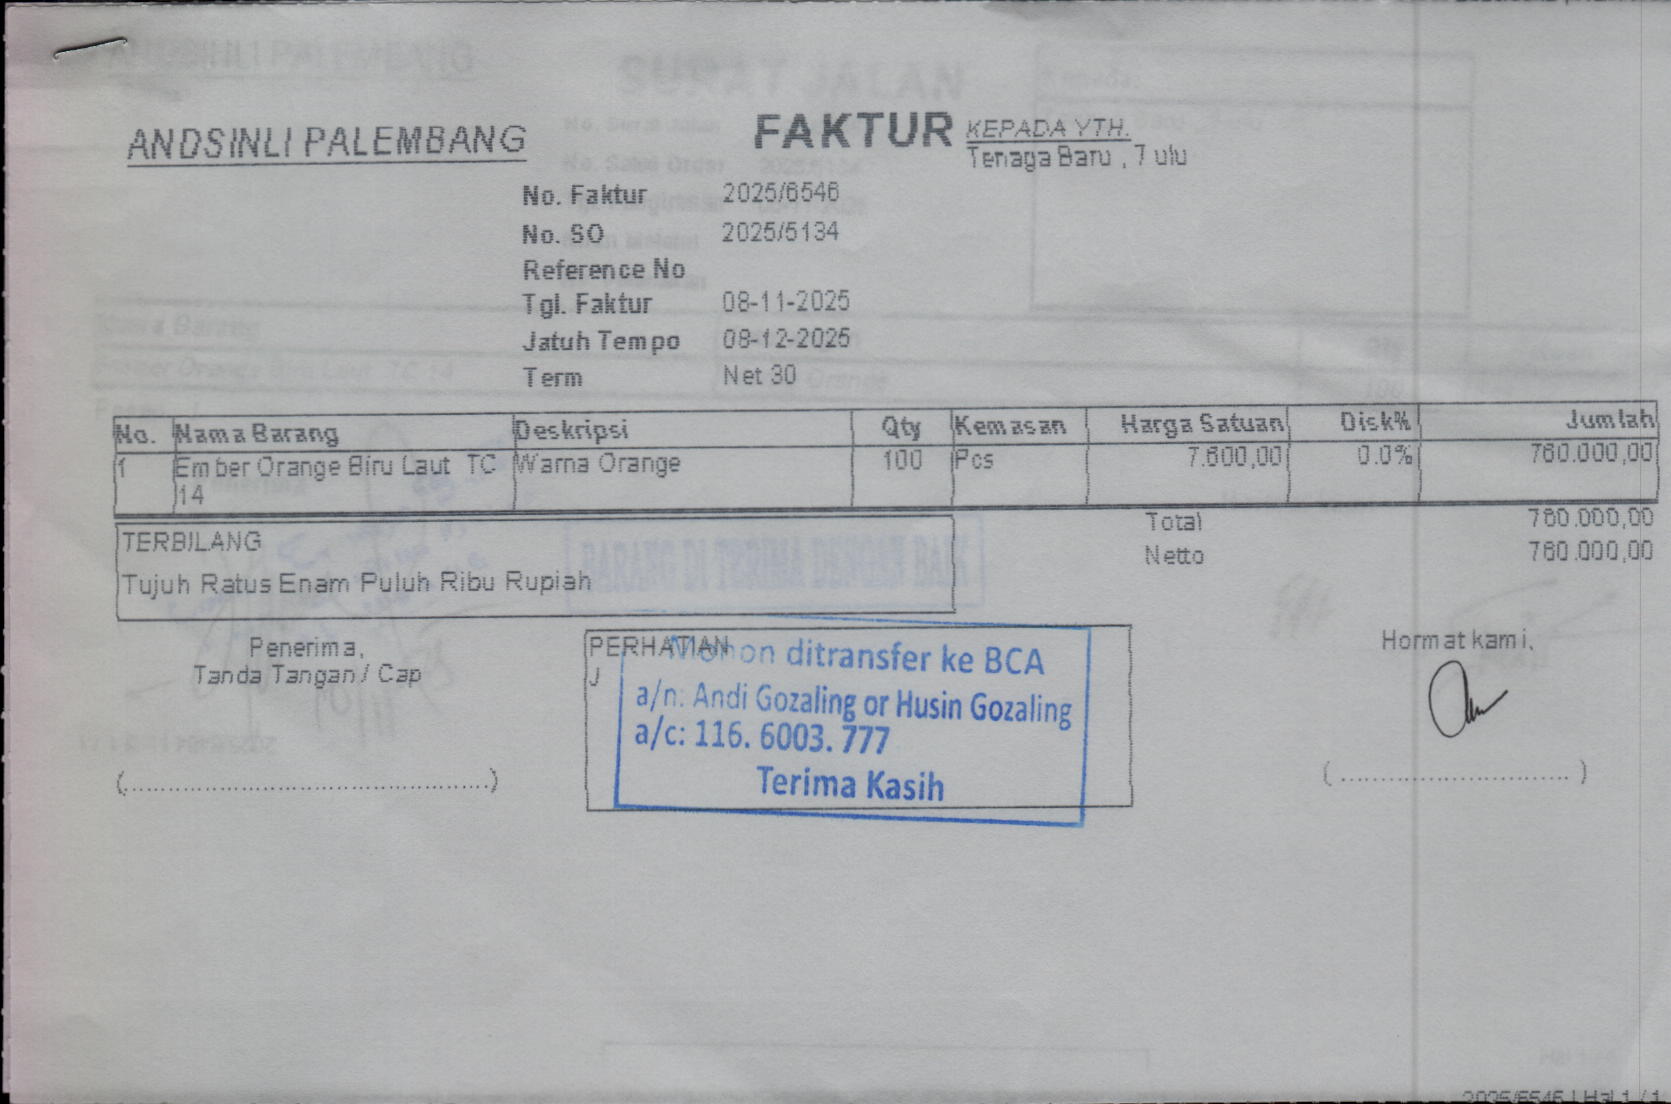 ANDSINLI PALEMBANG
FAKTUR
KEPADA YTH.
Tenaga Baru , 7 ulu
No. Faktur 2025/6546
No. SO 2025/5134
Reference No
Tgl. Faktur 08-11-2025
Jatuh Tempo 08-12-2025
Term Net 30
No. Nama Barang Deskripsi Qty Kemasan Harga Satuan Disk% Jumlah
1 Ember Orange Biru Laut TC 14 Warna Orange 100 Pcs 7.600,00 0.0% 760.000,00
Total 760.000,00
Netto 760.000,00
TERBILANG
Tujuh Ratus Enam Puluh Ribu Rupiah
Penerima,
Tanda Tangan / Cap
(................................................)
PERHATIAN
J
Mohon ditransfer ke BCA
a/n: Andi Gozaling or Husin Gozaling
a/c: 116. 6003. 777
Terima Kasih
Hormat kami,
( .............................. )
2025/6546 | Hal 1 / 1